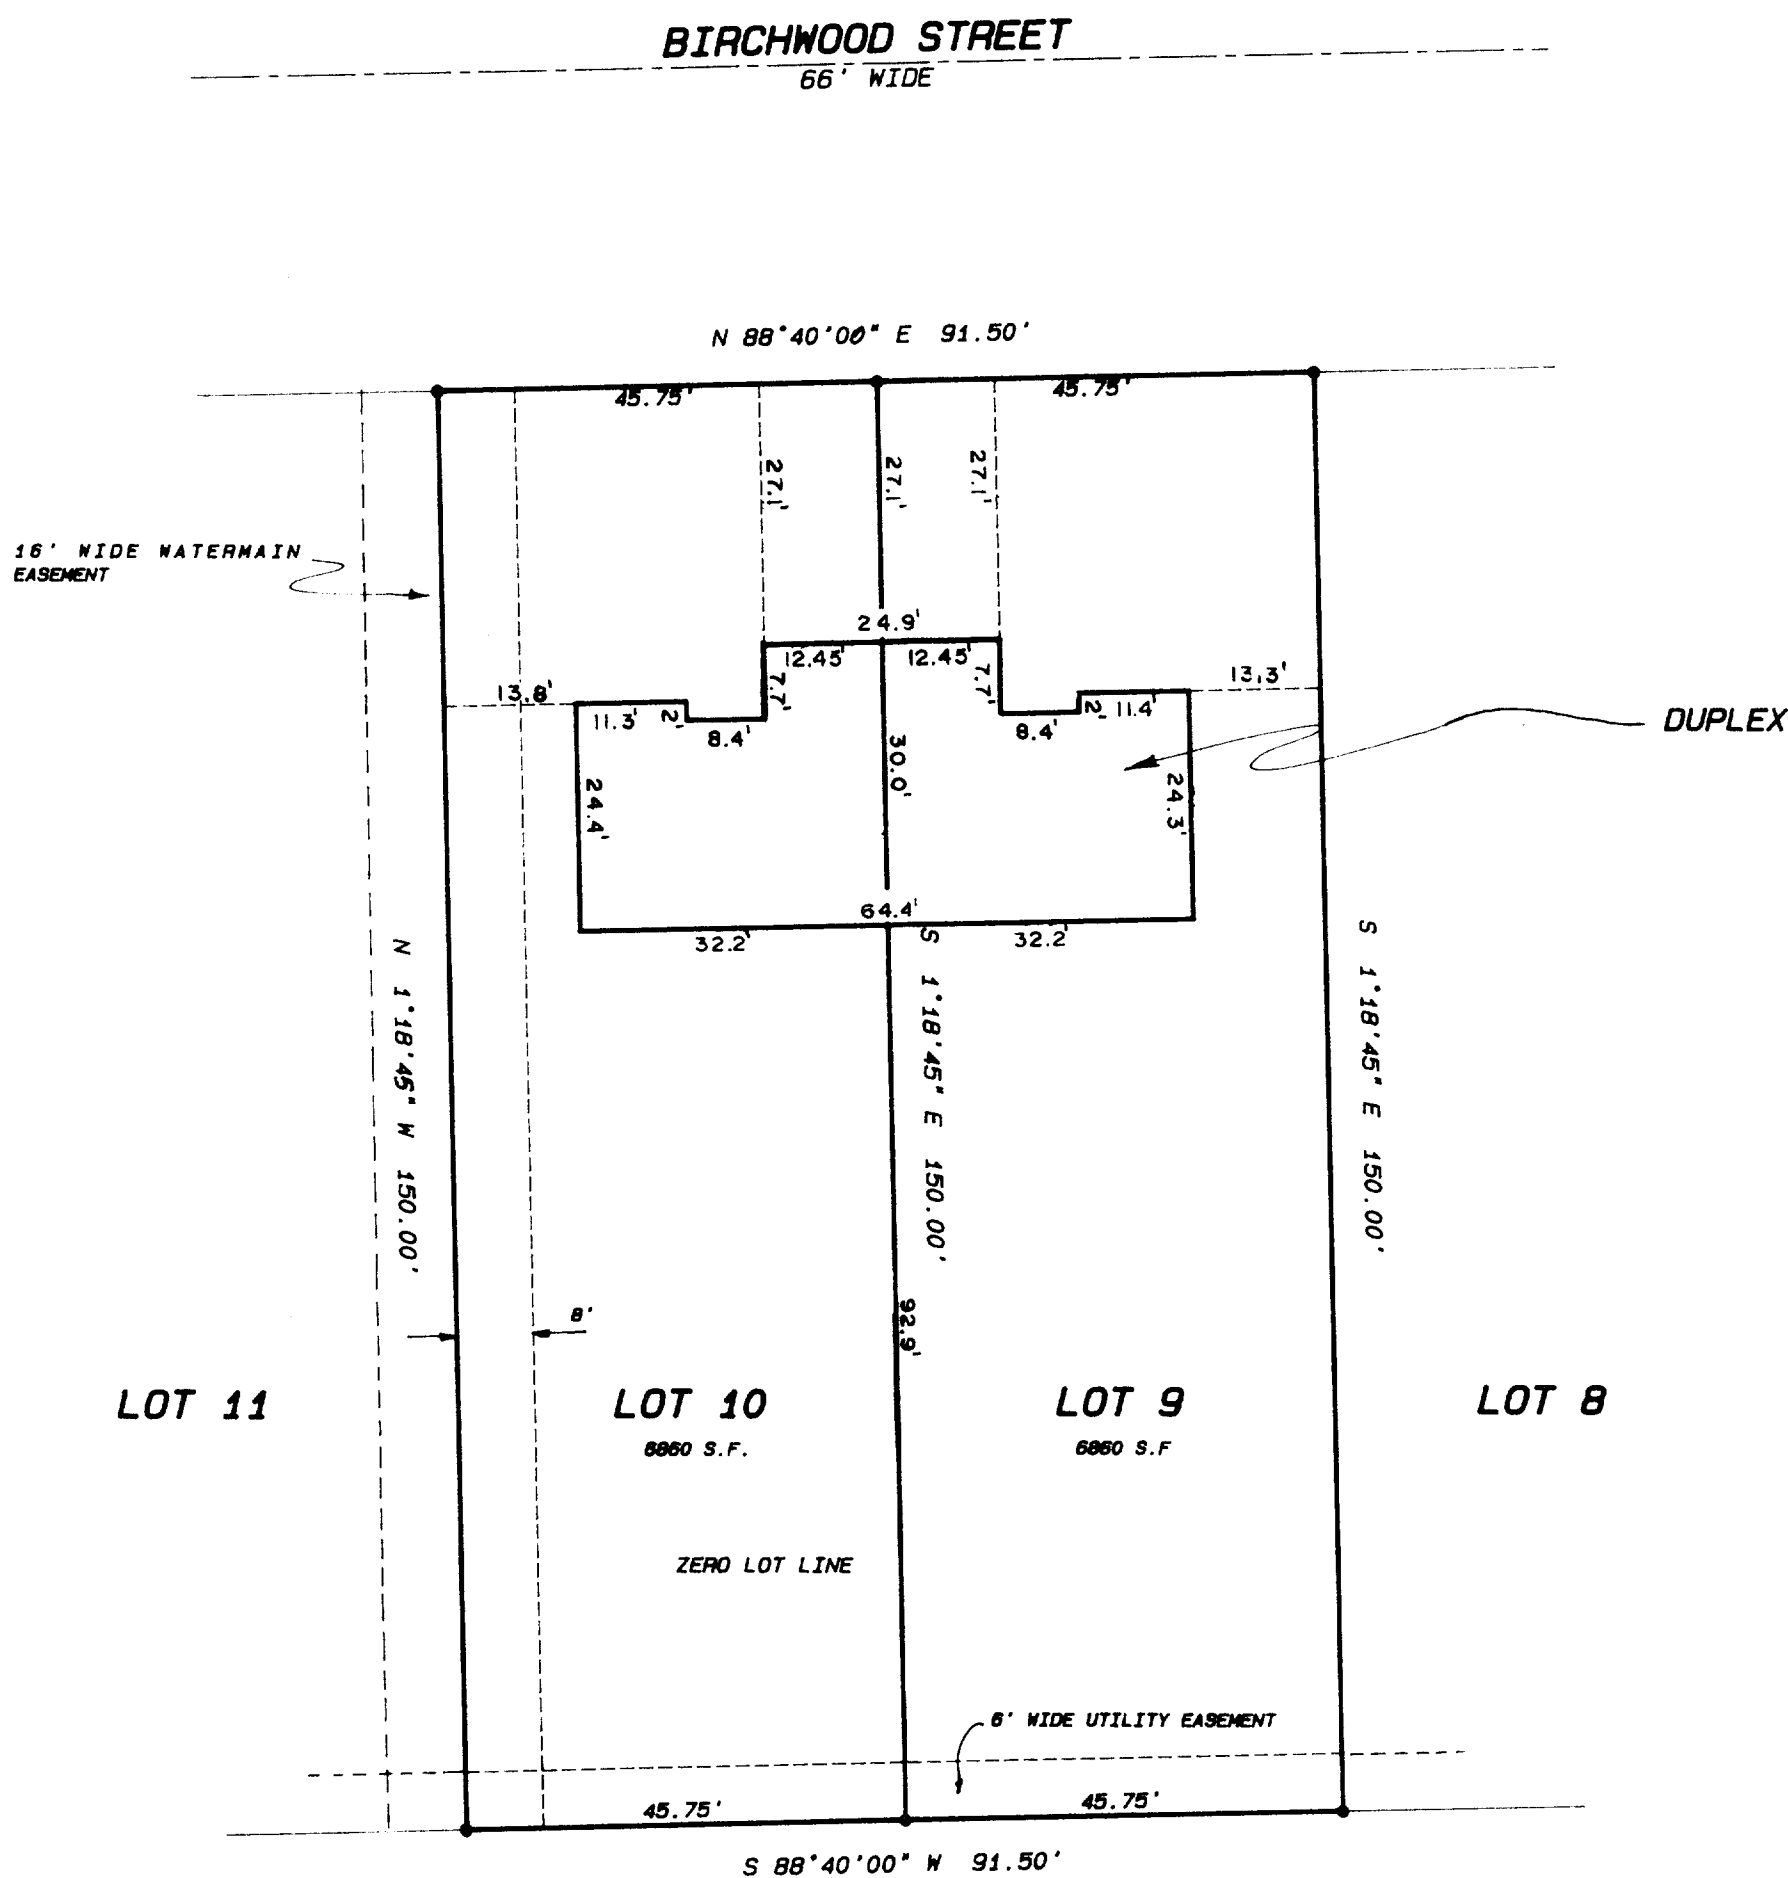 BIRCHWOOD STREET
66' WIDE
N 88°40'00" E 91.50'
45.75'
45.75'
27.1'
27.1'
27.1'
16' WIDE WATERMAIN
EASEMENT
24.9'
12.45'
12.45'
7.7'
7.7'
13.8'
13.3'
11.3'
2'
8.4'
8.4'
2'
11.4'
DUPLEX
30.0'
24.4'
24.3'
64.4'
32.2'
32.2'
N 1°18'45" W 150.00'
S 1°18'45" E 150.00'
S 1°18'45" E 150.00'
8'
92.9'
LOT 11
LOT 10
LOT 9
LOT 8
6860 S.F.
6860 S.F
ZERO LOT LINE
6' WIDE UTILITY EASEMENT
45.75'
45.75'
S 88°40'00" W 91.50'